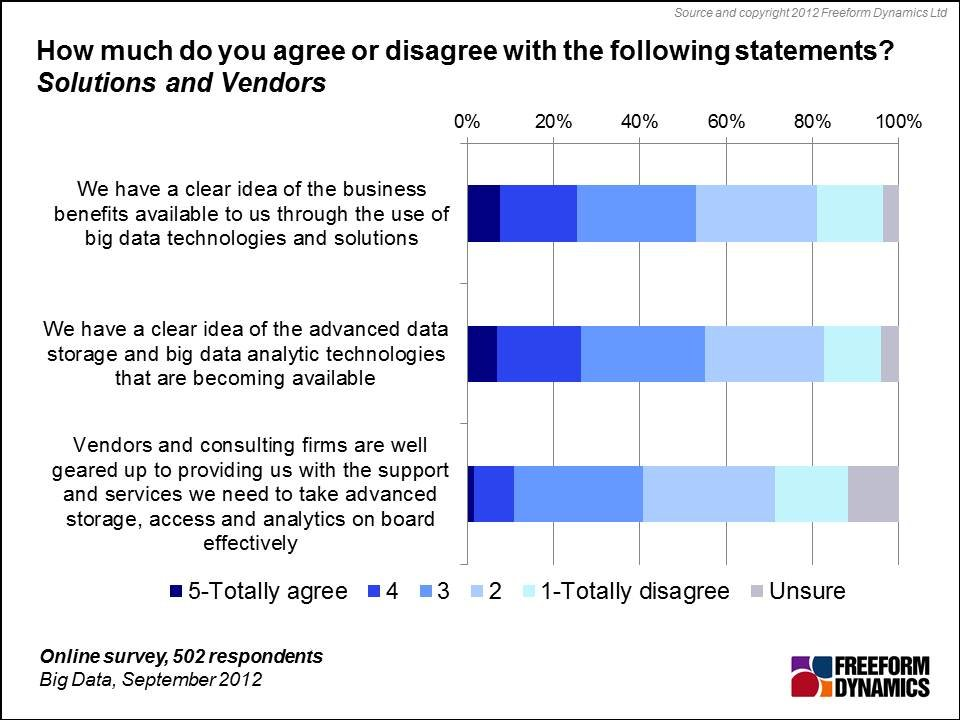 Source and copyright 2012 Freeform Dynamics Ltd
How much do you agree or disagree with the following statements?
Solutions and Vendors
0% 20% 40% 60% 80% 100%
We have a clear idea of the business
benefits available to us through the use of
big data technologies and solutions
We have a clear idea of the advanced data
storage and big data analytic technologies
that are becoming available
Vendors and consulting firms are well
geared up to providing us with the support
and services we need to take advanced
storage, access and analytics on board
effectively
5-Totally agree 4 3 2 1-Totally disagree Unsure
Online survey, 502 respondents
Big Data, September 2012
FREEFORM
DYNAMICS